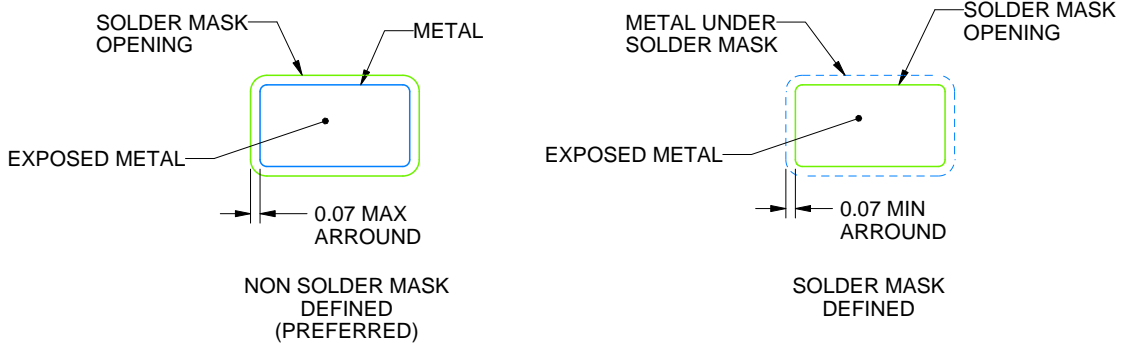 SOLDER MASK
OPENING
METAL
EXPOSED METAL
0.07 MAX
ARROUND
NON SOLDER MASK
DEFINED
(PREFERRED)
METAL UNDER
SOLDER MASK
SOLDER MASK
OPENING
EXPOSED METAL
0.07 MIN
ARROUND
SOLDER MASK
DEFINED